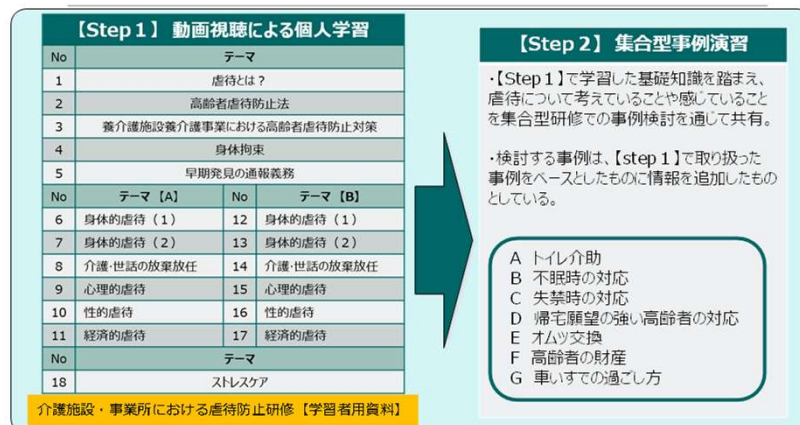 【Step1】 動画視聴による個人学習
No テーマ
1 虐待とは？
2 高齢者虐待防止法
3 養介護施設養介護事業における高齢者虐待防止対策
4 身体拘束
5 早期発見の通報義務
No テーマ【A】 No テーマ【B】
6 身体的虐待（1） 12 身体的虐待（1）
7 身体的虐待（2） 13 身体的虐待（2）
8 介護・世話の放棄放任 14 介護・世話の放棄放任
9 心理的虐待 15 心理的虐待
10 性的虐待 16 性的虐待
11 経済的虐待 17 経済的虐待
No テーマ
18 ストレスケア
介護施設・事業所における虐待防止研修【学習者用資料】
【Step2】 集合型事例演習
・【Step1】で学習した基礎知識を踏まえ、
虐待について考えていることや感じていること
を集合型研修での事例検討を通じて共有。
・検討する事例は、【step1】で取り扱った
事例をベースとしたものに情報を追加したもの
としている。
A トイレ介助
B 不眠時の対応
C 失禁時の対応
D 帰宅願望の強い高齢者の対応
E オムツ交換
F 高齢者の財産
G 車いすでの過ごし方